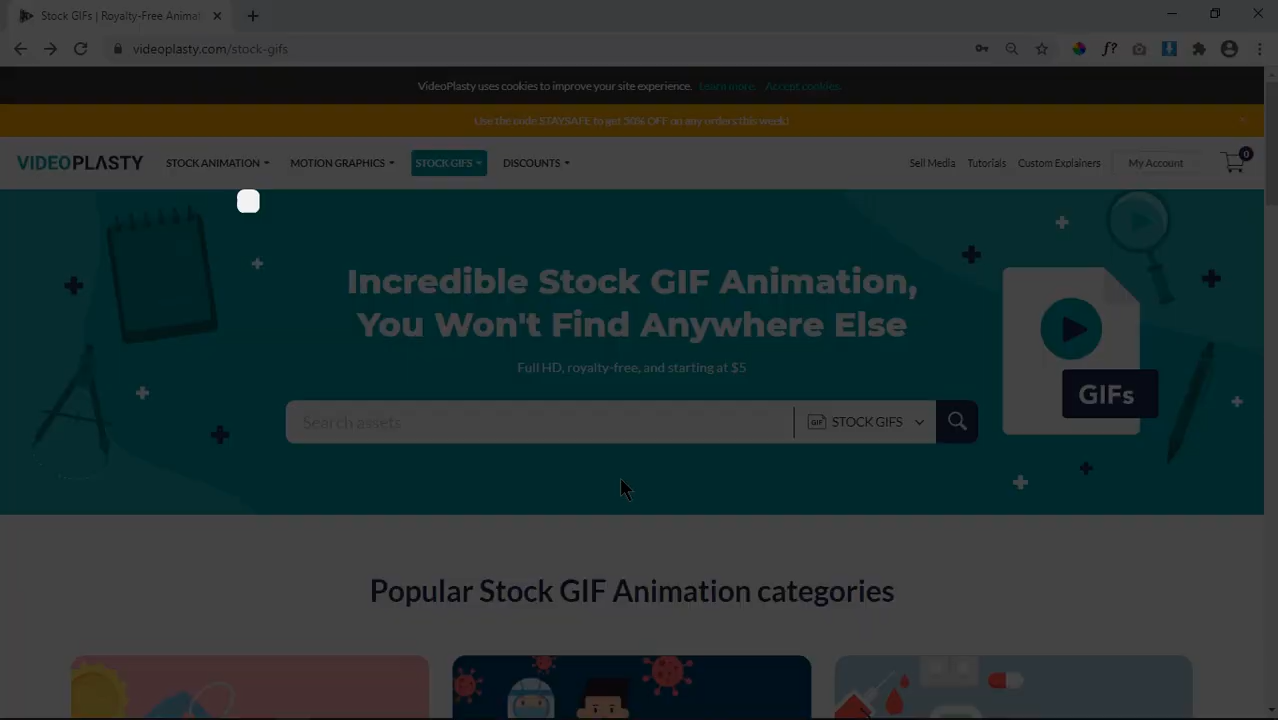 Stock GIFs | Royalty-Free Animat
videoplasty.com/stock-gifs
f?
VideoPlasty uses cookies to improve your site experience. Learn more. Accept cookies.
Use the code STAYSAFE to get 50% OFF on any orders this week!
VIDEOPLASTY STOCK ANIMATION MOTION GRAPHICS STOCK GIFS DISCOUNTS Sell Media Tutorials Custom Explainers My Account 0
Incredible Stock GIF Animation,
You Won't Find Anywhere Else
Full HD, royalty-free, and starting at $5
GIFs
Search assets GIF STOCK GIFS
Popular Stock GIF Animation categories